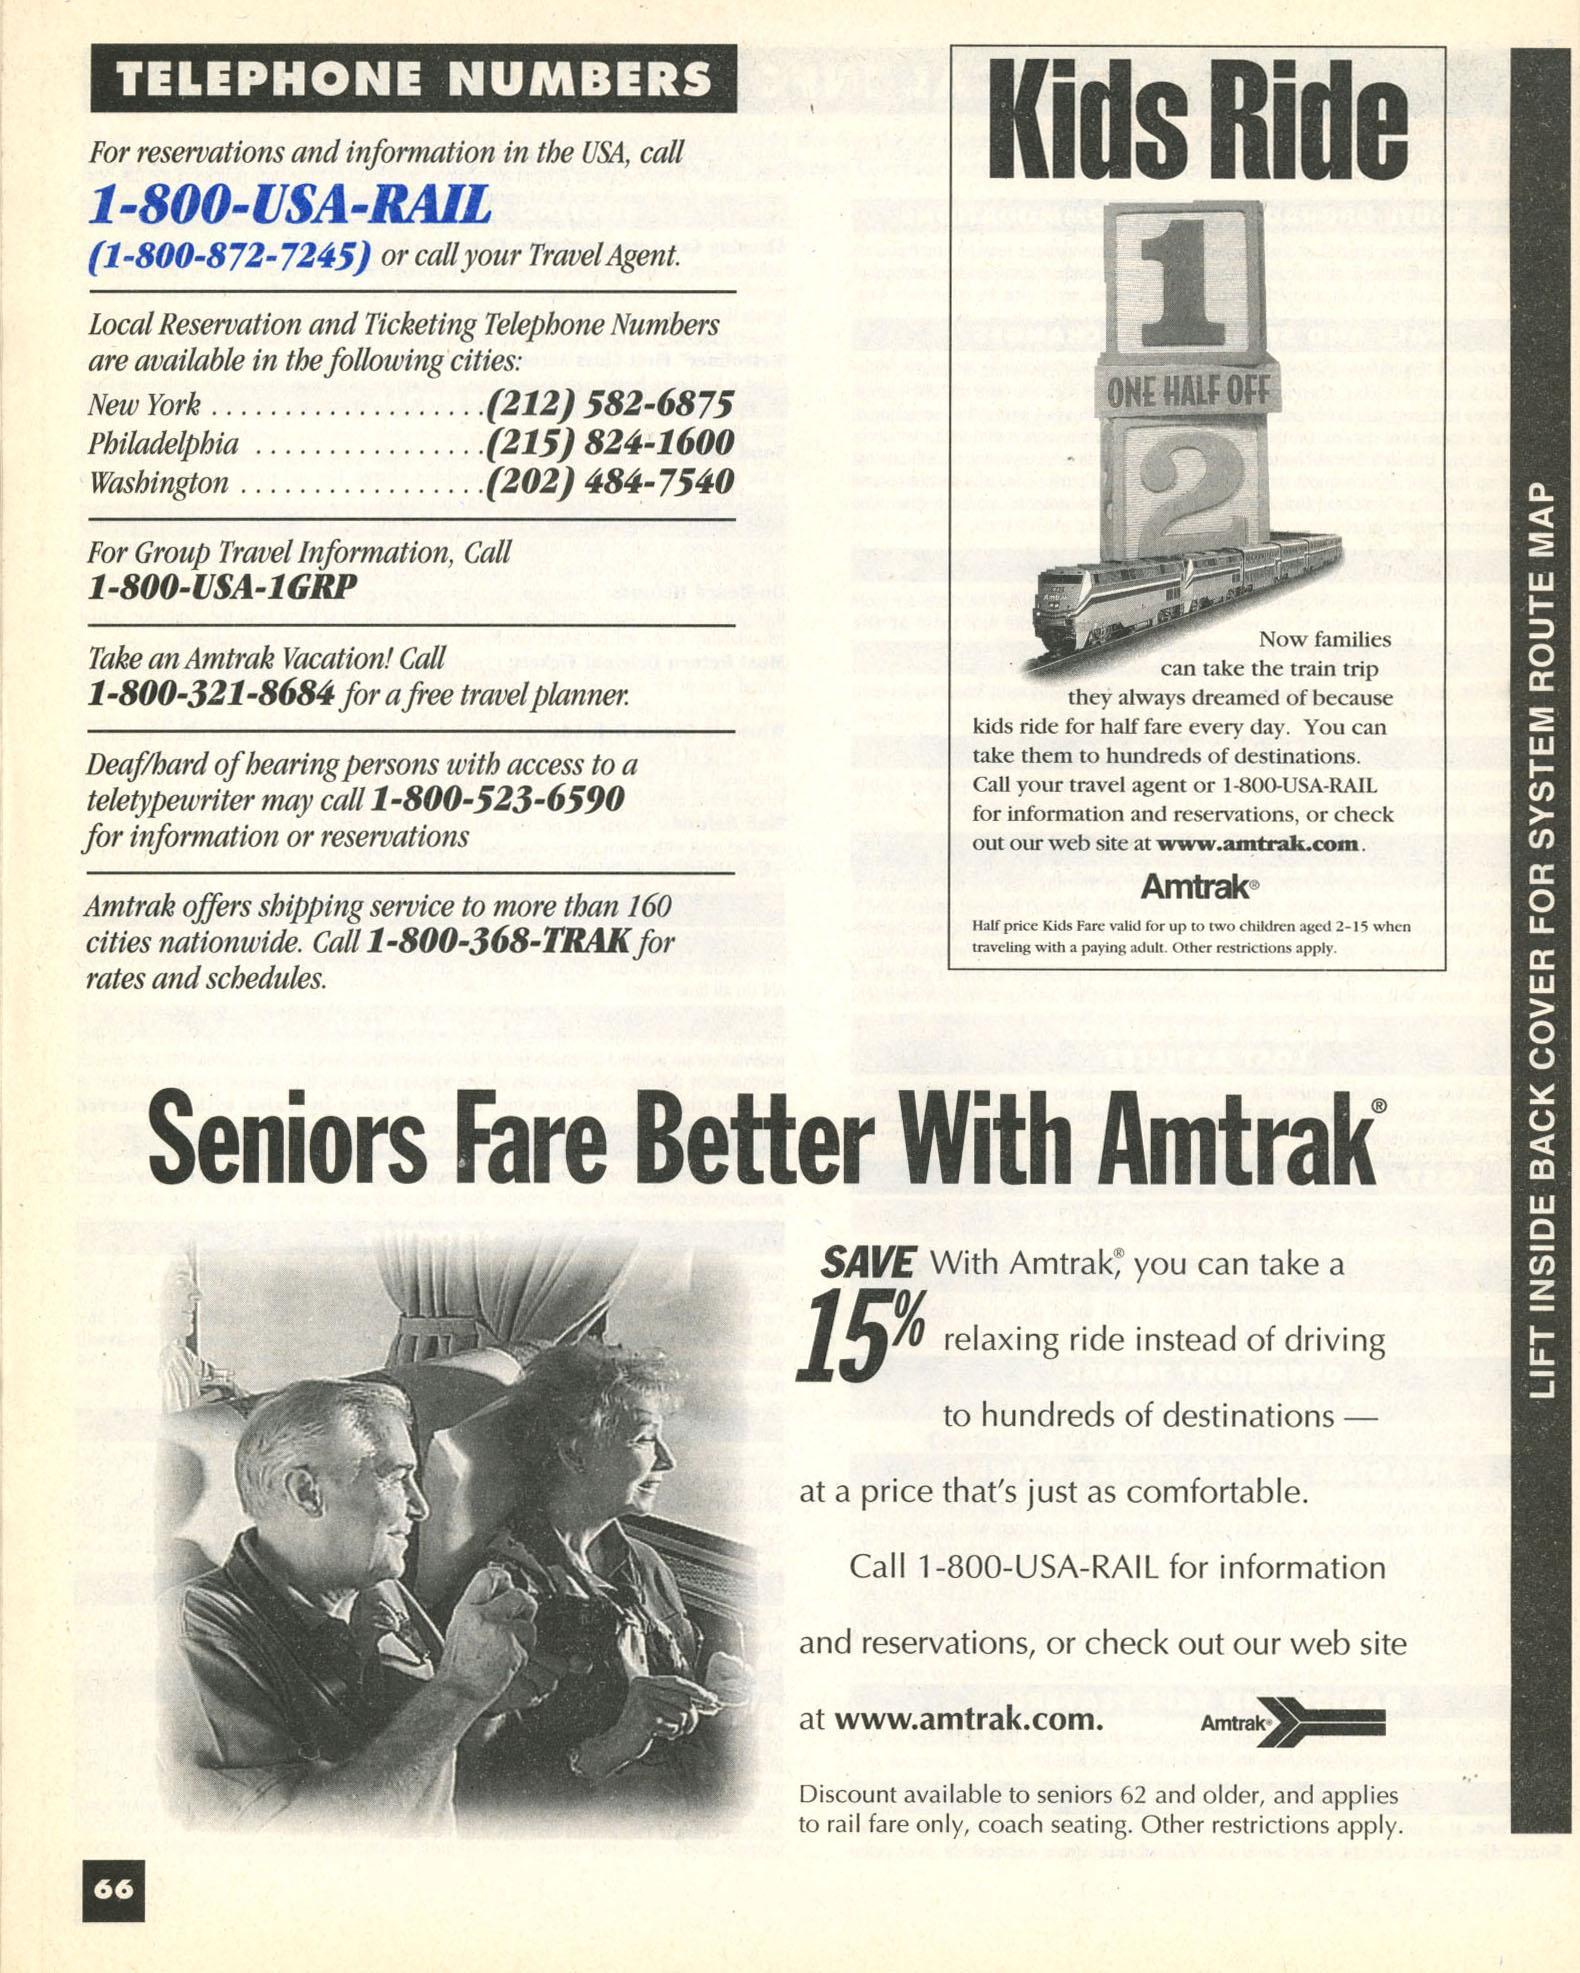 TELEPHONE NUMBERS
For reservations and information in the USA, call
1-800-USA-RAIL
(1-800-872-7245) or call your Travel Agent.
Local Reservation and Ticketing Telephone Numbers
are available in the following cities:
New York . . . . . . . . . . . . . . . . . . . (212) 582-6875
Philadelphia . . . . . . . . . . . . . . . . (215) 824-1600
Washington . . . . . . . . . . . . . . . . . (202) 484-7540
For Group Travel Information, Call
1-800-USA-1GRP
Take an Amtrak Vacation! Call
1-800-321-8684 for a free travel planner.
Deaf/hard of hearing persons with access to a
teletypewriter may call 1-800-523-6590
for information or reservations
Amtrak offers shipping service to more than 160
cities nationwide. Call 1-800-368-TRAK for
rates and schedules.
Kids Ride
1
ONE HALF OFF
2
Now families
can take the train trip
they always dreamed of because
kids ride for half fare every day. You can
take them to hundreds of destinations.
Call your travel agent or 1-800-USA-RAIL
for information and reservations, or check
out our web site at www.amtrak.com.
Amtrak®
Half price Kids Fare valid for up to two children aged 2-15 when
traveling with a paying adult. Other restrictions apply.
LIFT INSIDE BACK COVER FOR SYSTEM ROUTE MAP
Seniors Fare Better With Amtrak®
SAVE
15%
With Amtrak®, you can take a
relaxing ride instead of driving
to hundreds of destinations —
at a price that's just as comfortable.
Call 1-800-USA-RAIL for information
and reservations, or check out our web site
at www.amtrak.com.
Amtrak®
Discount available to seniors 62 and older, and applies
to rail fare only, coach seating. Other restrictions apply.
66